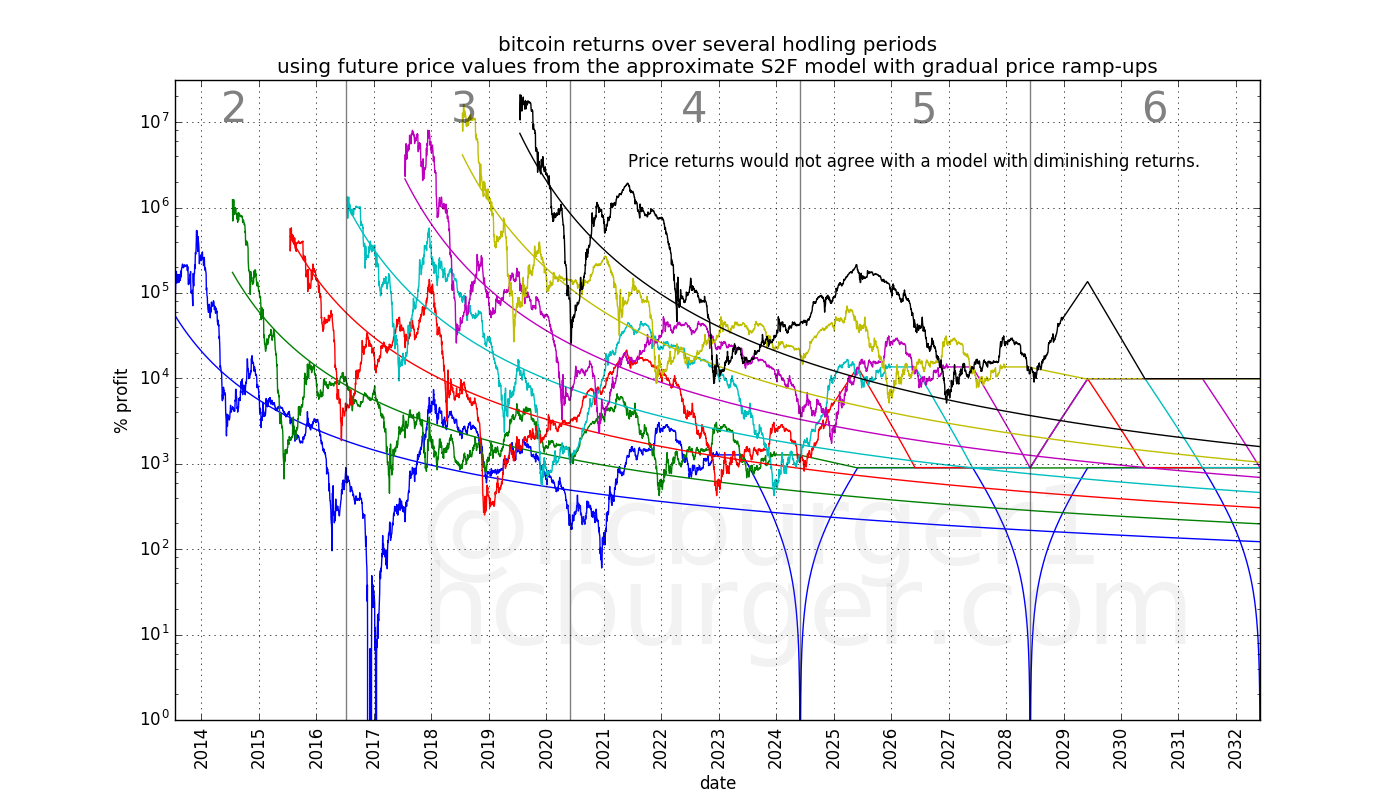 bitcoin returns over several hodling periods
using future price values from the approximate S2F model with gradual price ramp-ups
2 3 4 5 6
Price returns would not agree with a model with diminishing returns.
% profit
10^7
10^6
10^5
10^4
10^3
10^2
10^1
10^0
@hcburger1
hcburger.com
2014 2015 2016 2017 2018 2019 2020 2021 2022 2023 2024 2025 2026 2027 2028 2029 2030 2031 2032
date